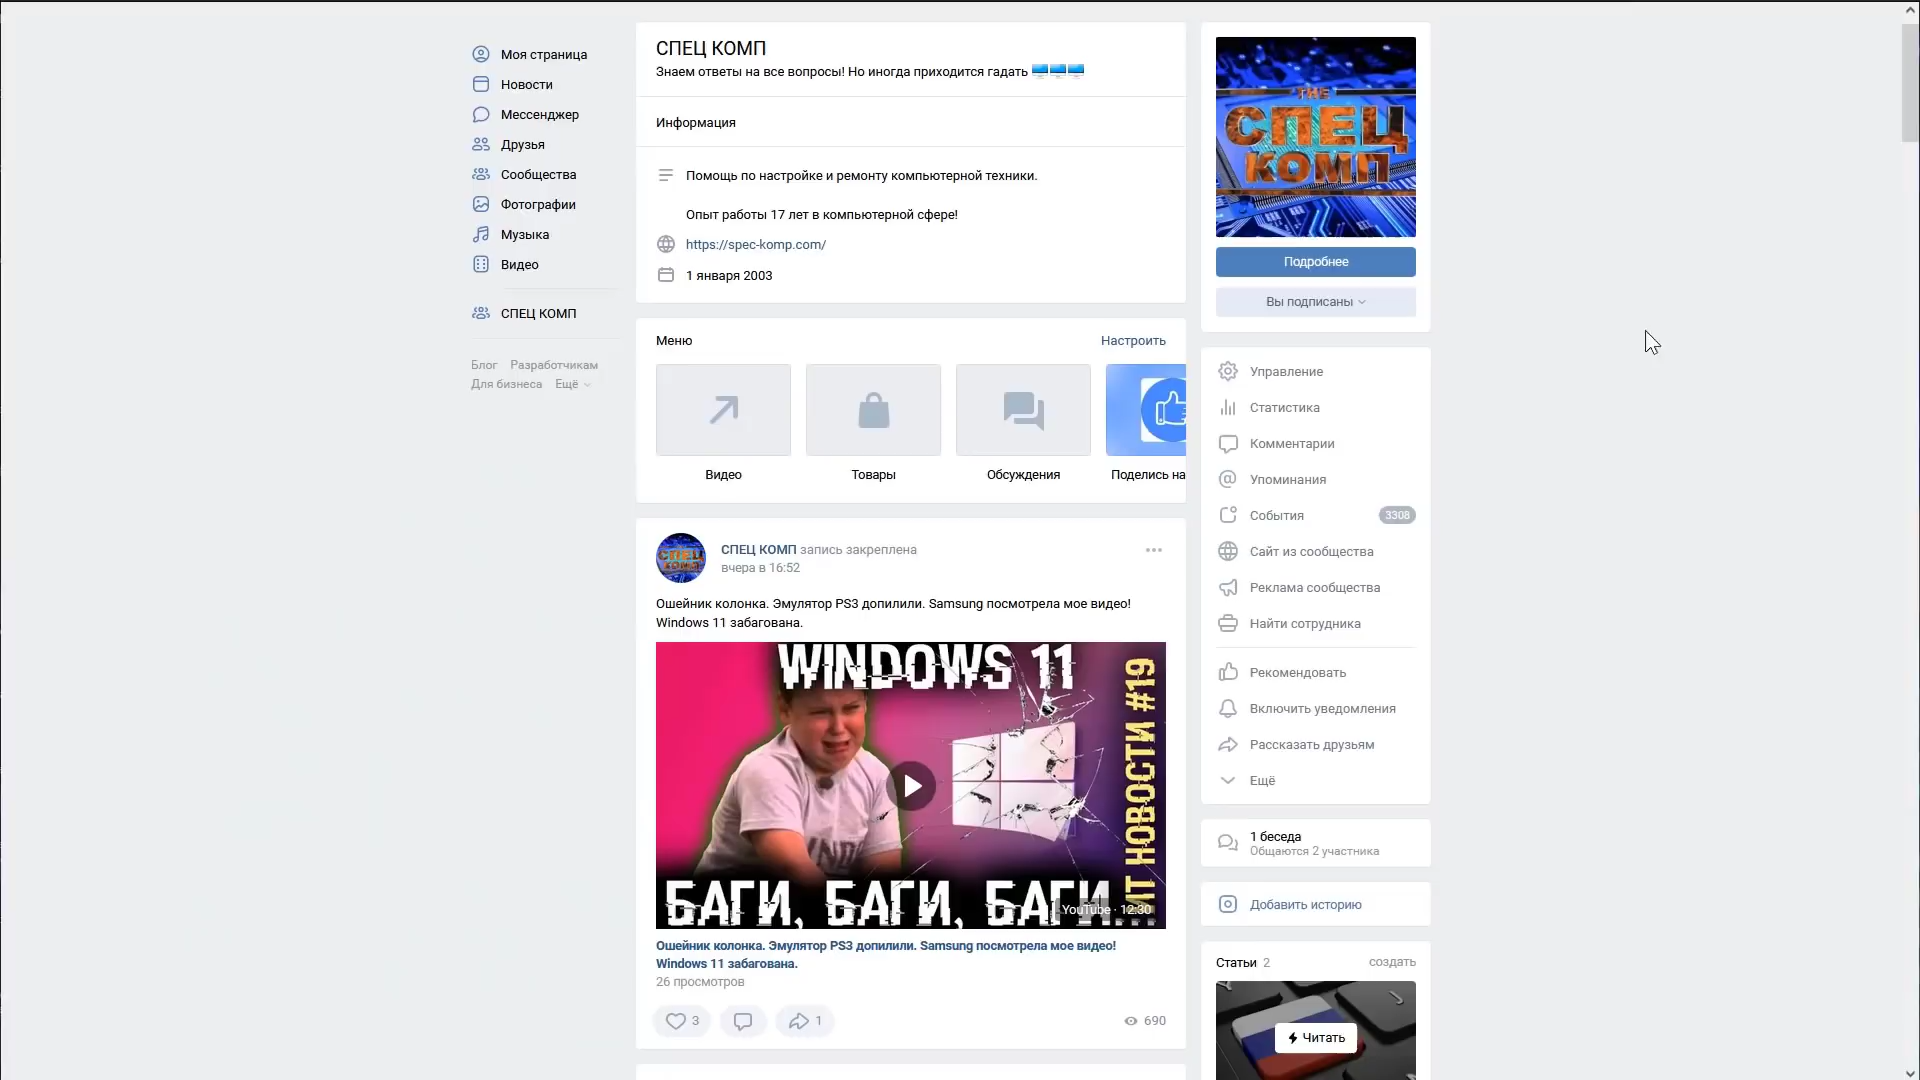 Моя страница
Новости
Мессенджер
Друзья
Сообщества
Фотографии
Музыка
Видео
СПЕЦ КОМП
Блог Разработчикам
Для бизнеса Ещё
СПЕЦ КОМП
Знаем ответы на все вопросы! Но иногда приходится гадать
Информация
Помощь по настройке и ремонту компьютерной техники.
Опыт работы 17 лет в компьютерной сфере!
https://spec-komp.com/
1 января 2003
Меню Настроить
Видео Товары Обсуждения Поделись на
СПЕЦ КОМП запись закреплена
вчера в 16:52
Ошейник колонка. Эмулятор PS3 допилили. Samsung посмотрела мое видео!
Windows 11 забагована.
WINDOWS 11
ИТ НОВОСТИ #19
БАГИ, БАГИ, БАГИ...
YouTube · 12:30
Ошейник колонка. Эмулятор PS3 допилили. Samsung посмотрела мое видео!
Windows 11 забагована.
26 просмотров
3 1 690
THE
СПЕЦ
КОМП
Подробнее
Вы подписаны
Управление
Статистика
Комментарии
Упоминания
События 3308
Сайт из сообщества
Реклама сообщества
Найти сотрудника
Рекомендовать
Включить уведомления
Рассказать друзьям
Ещё
1 беседа
Общаются 2 участника
Добавить историю
Статьи 2 создать
Читать